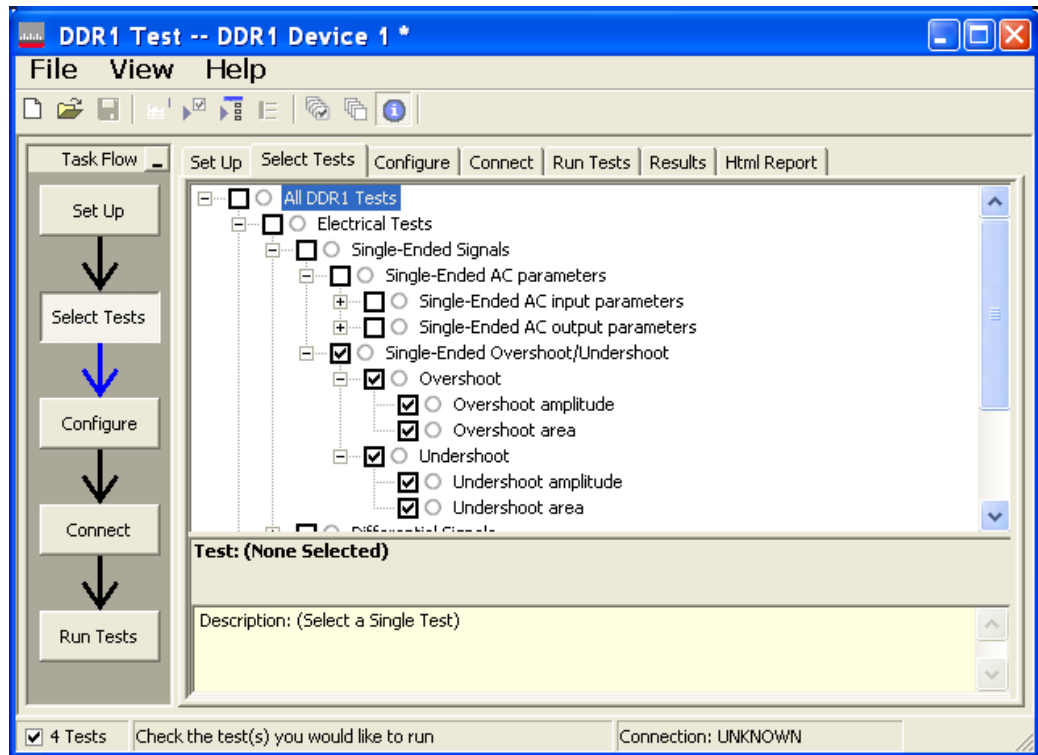 DDR1 Test -- DDR1 Device 1 *
File View Help
Task Flow
Set Up
Select Tests
Configure
Connect
Run Tests
Set Up Select Tests Configure Connect Run Tests Results Html Report
All DDR1 Tests
Electrical Tests
Single-Ended Signals
Single-Ended AC parameters
Single-Ended AC input parameters
Single-Ended AC output parameters
Single-Ended Overshoot/Undershoot
Overshoot
Overshoot amplitude
Overshoot area
Undershoot
Undershoot amplitude
Undershoot area
Differential Signals
Test: (None Selected)
Description: (Select a Single Test)
4 Tests Check the test(s) you would like to run Connection: UNKNOWN